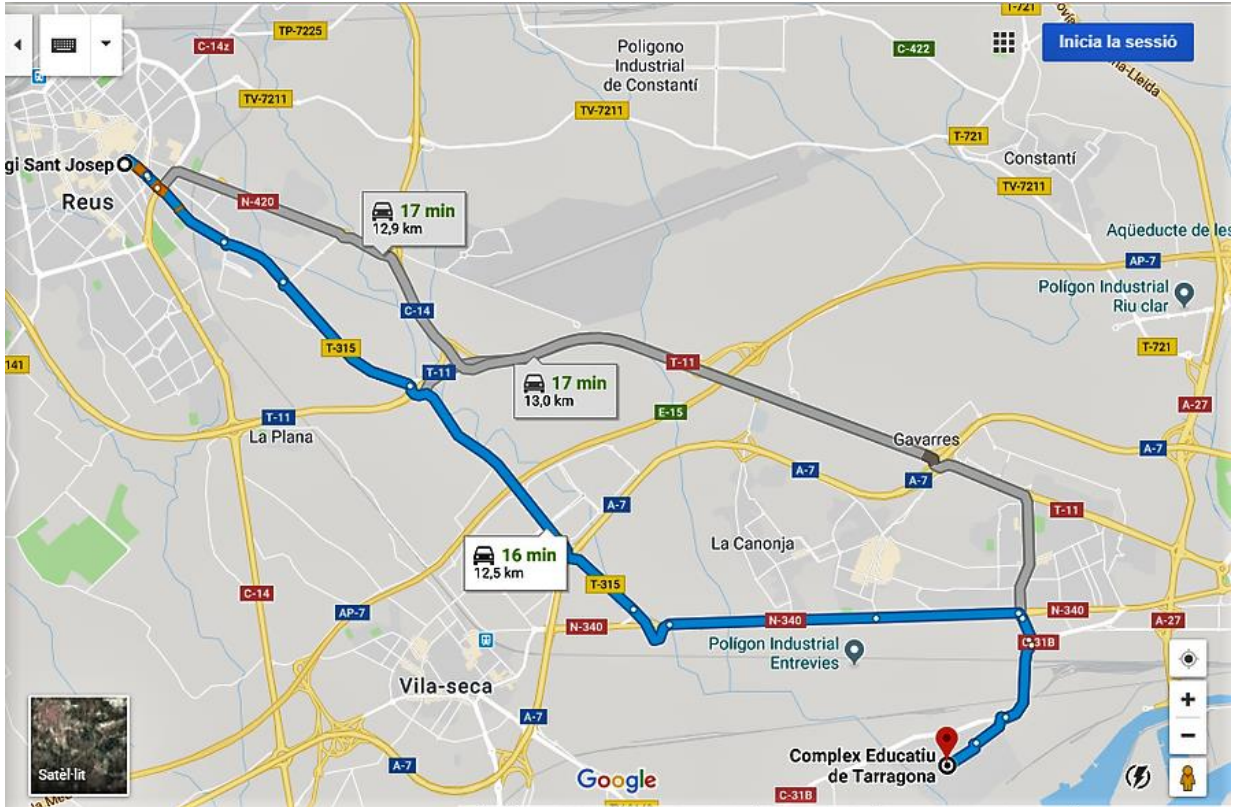 T-721
TP-7225
C-14z
Inicia la sessió
Poligono
Industrial
de Constantí
C-422
TV-7211
TV-7211
T-721
Constantí
TV-7211
gi Sant Josep
Reus
N-420
17 min
12,9 km
Aqüeducte de les
AP-7
Polígon Industrial
Riu clar
C-14
T-315
T-721
141
T-11
T-11
17 min
13,0 km
E-15
A-27
T-11
La Plana
Gavarres
A-7
A-7
A-7
A-7
T-11
La Canonja
16 min
12,5 km
T-315
C-14
AP-7
N-340
N-340
N-340
A-27
C-31B
Polígon Industrial
Entrevies
Vila-seca
A-7
Complex Educatiu
de Tarragona
Satèl·lit
A-7
Google
C-31B